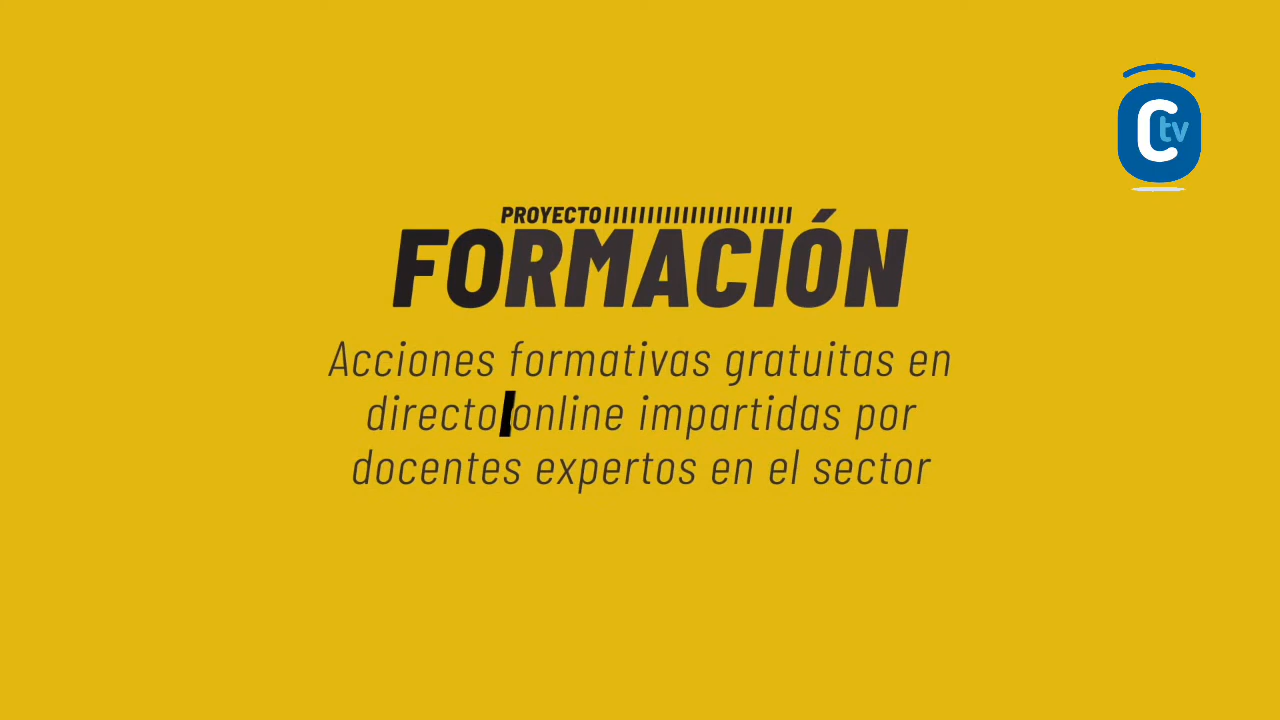 C tv
PROYECTO
FORMACIÓN
Acciones formativas gratuitas en
directo online impartidas por
docentes expertos en el sector